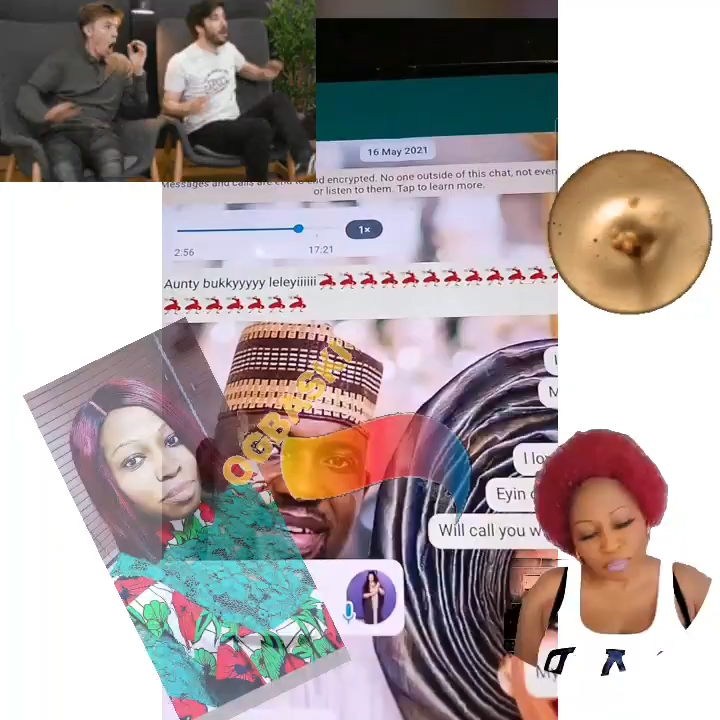 16 May 2021
Messages and calls are end to end encrypted. No one outside of this chat, not even
or listen to them. Tap to learn more.
1x
2:56
17:21
Aunty bukkyyyyy leleyiiiiii
OGBASKY
I lo
Eyin
Will call you w
M